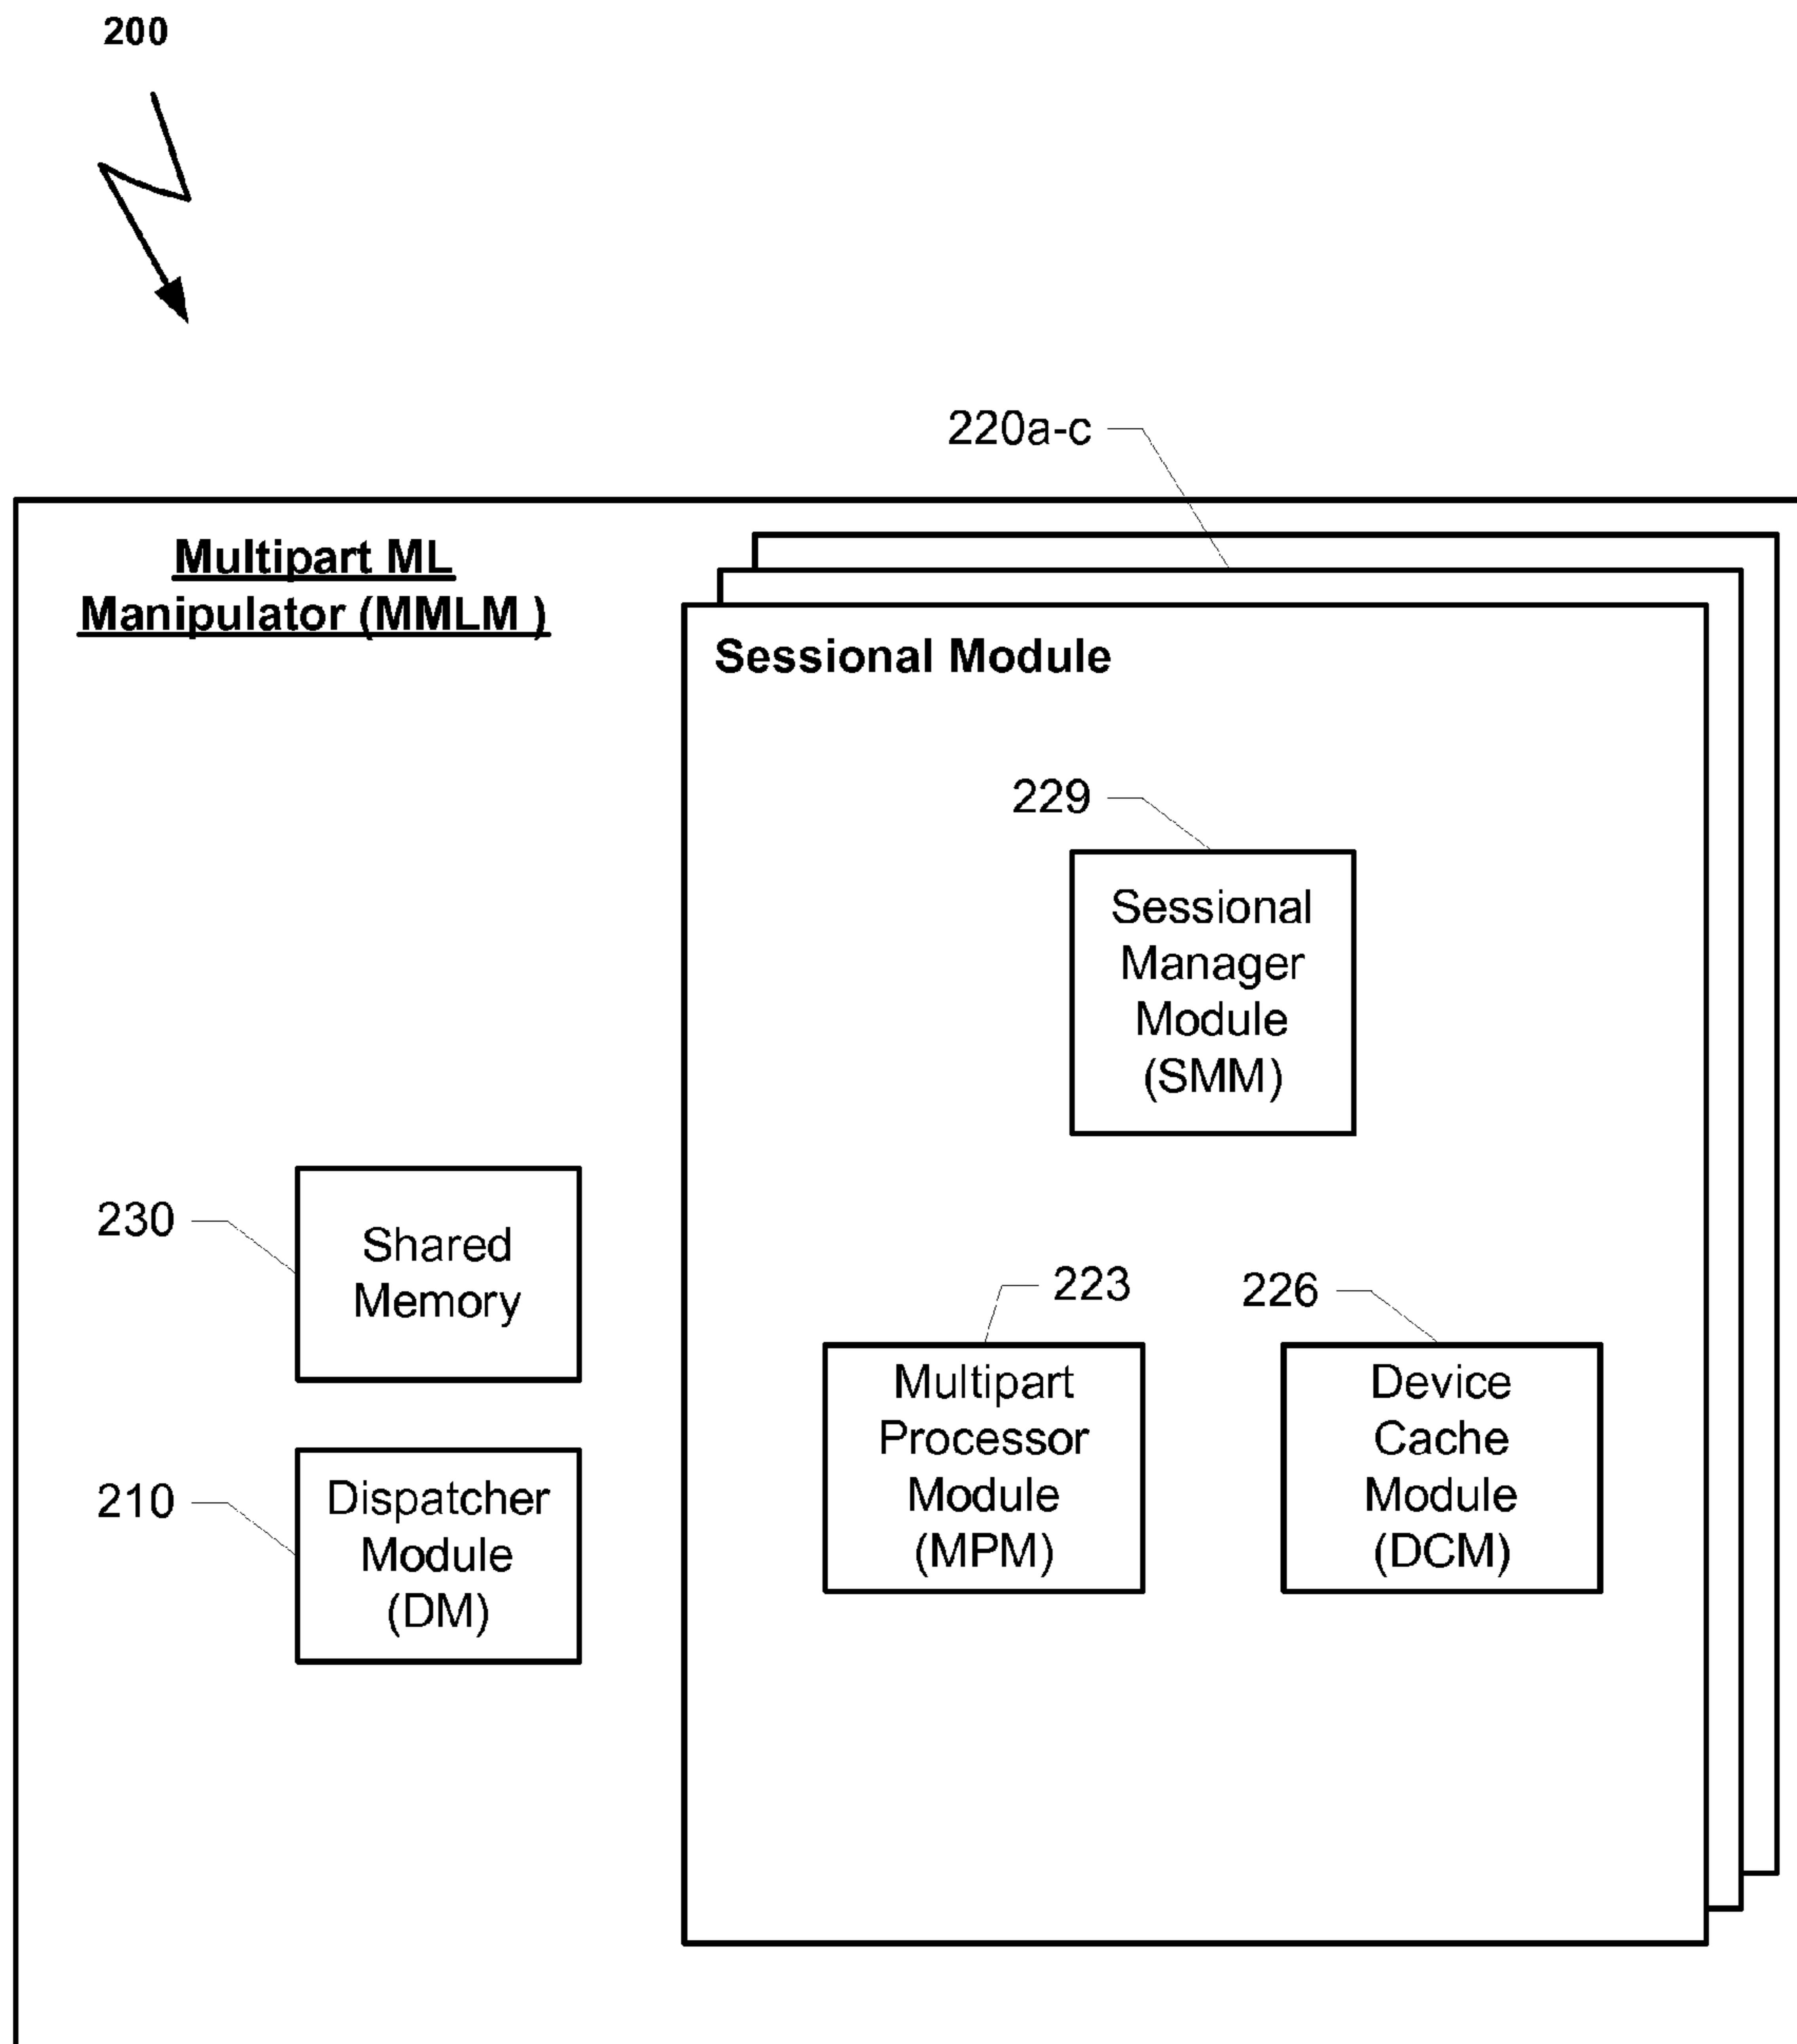 200
220a-c
Multipart ML
Manipulator (MMLM )
Sessional Module
229
Sessional
Manager
Module
(SMM)
230
Shared
Memory
223
Multipart
Processor
Module
(MPM)
226
Device
Cache
Module
(DCM)
210
Dispatcher
Module
(DM)